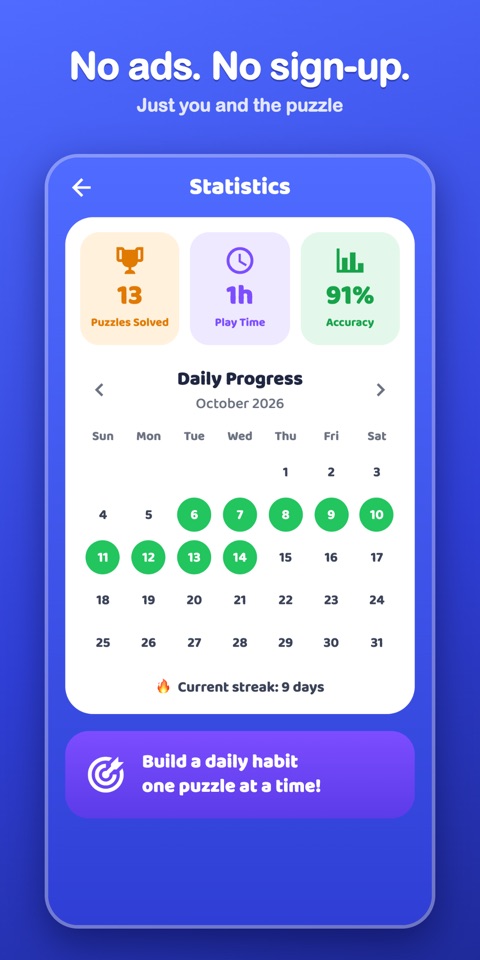 No ads. No sign-up.
Just you and the puzzle
Statistics
13
Puzzles Solved
1h
Play Time
91%
Accuracy
Daily Progress
October 2026
Sun Mon Tue Wed Thu Fri Sat
1 2 3
4 5 6 7 8 9 10
11 12 13 14 15 16 17
18 19 20 21 22 23 24
25 26 27 28 29 30 31
🔥 Current streak: 9 days
Build a daily habit
one puzzle at a time!